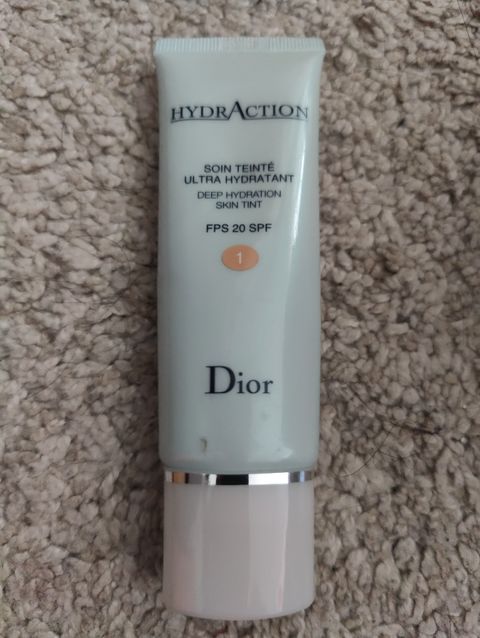 HYDRACTION
SOIN TEINTÉ
ULTRA HYDRATANT
DEEP HYDRATION
SKIN TINT
FPS 20 SPF
1
Dior